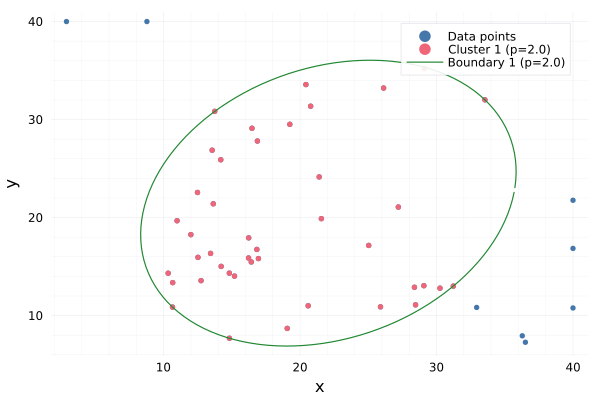 40
30
20
10
y
Data points
Cluster 1 (p=2.0)
Boundary 1 (p=2.0)
10 20 30 40
x